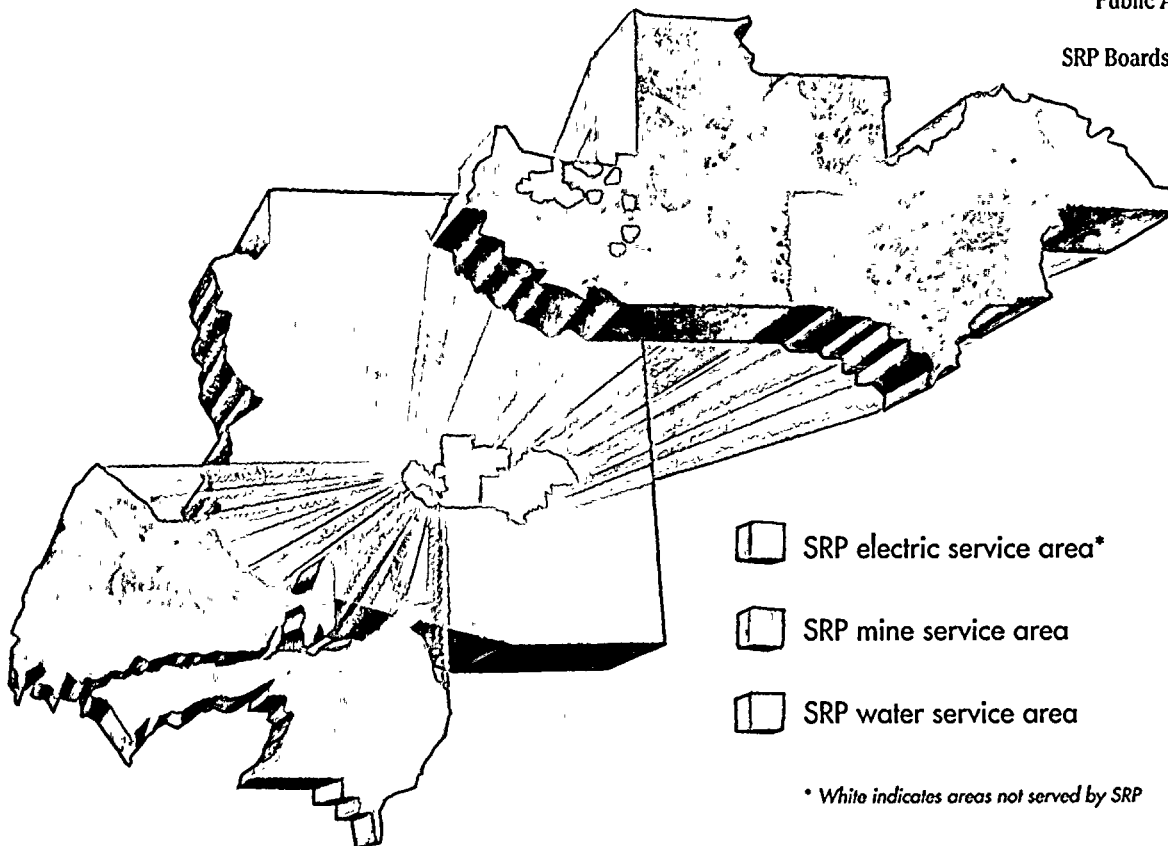 Public
SRP Boards
SRP electric service area*
SRP mine service area
SRP water service area
* White indicates areas not served by SRP